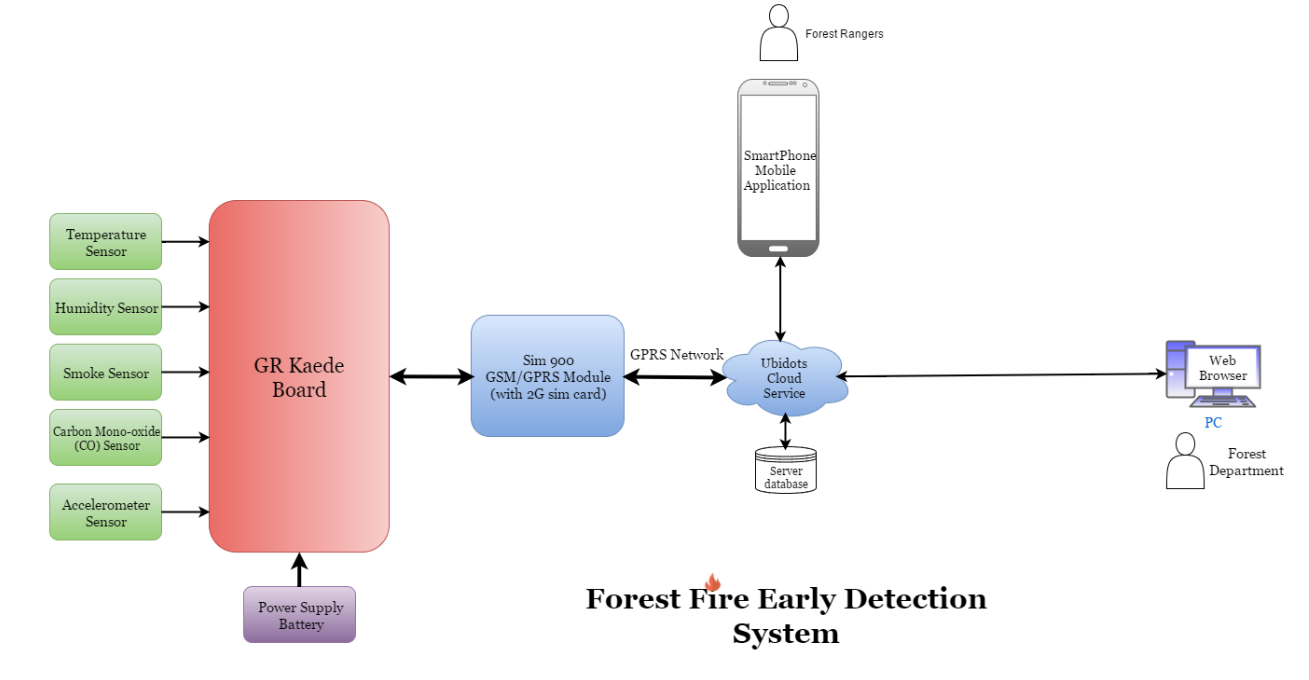 Forest Rangers
SmartPhone
Mobile
Application
Temperature
Sensor
Humidity Sensor
Smoke Sensor
Carbon Mono-oxide
(CO) Sensor
Accelerometer
Sensor
GR Kaede
Board
Power Supply
Battery
Sim 900
GSM/GPRS Module
(with 2G sim card)
GPRS Network
Ubidots
Cloud
Service
Server
database
Web
Browser
PC
Forest
Department
Forest Fire Early Detection
System